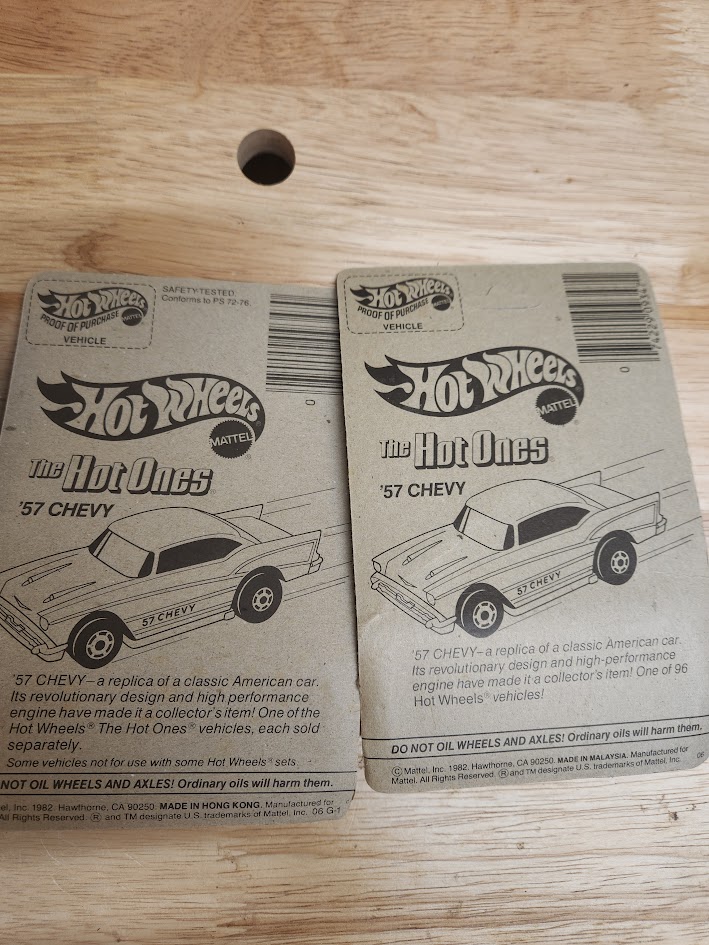 Hot Wheels
PROOF OF PURCHASE
MATTEL
VEHICLE
SAFETY TESTED.
Conforms to PS 72-76.
0
Hot Wheels
MATTEL
The Hot Ones®
'57 CHEVY
57 CHEVY
'57 CHEVY—a replica of a classic American car.
Its revolutionary design and high performance
engine have made it a collector's item! One of the
Hot Wheels® The Hot Ones® vehicles, each sold
separately.
Some vehicles not for use with some Hot Wheels® sets.
NOT OIL WHEELS AND AXLES! Ordinary oils will harm them.
Inc. 1982, Hawthorne, CA 90250. MADE IN HONG KONG. Manufactured for
All Rights Reserved. ® and TM designate U.S. trademarks of Mattel, Inc. 06 G-1
Hot Wheels
PROOF OF PURCHASE
MATTEL
VEHICLE
0
Hot Wheels
MATTEL
The Hot Ones
'57 CHEVY
57 CHEVY
'57 CHEVY—a replica of a classic American car.
Its revolutionary design and high-performance
engine have made it a collector's item! One of 96
Hot Wheels® vehicles!
DO NOT OIL WHEELS AND AXLES! Ordinary oils will harm them.
© Mattel, Inc. 1982, Hawthorne, CA 90250. MADE IN MALAYSIA. Manufactured for
Mattel. All Rights Reserved. ® and TM designate U.S. trademarks of Mattel, Inc. 06